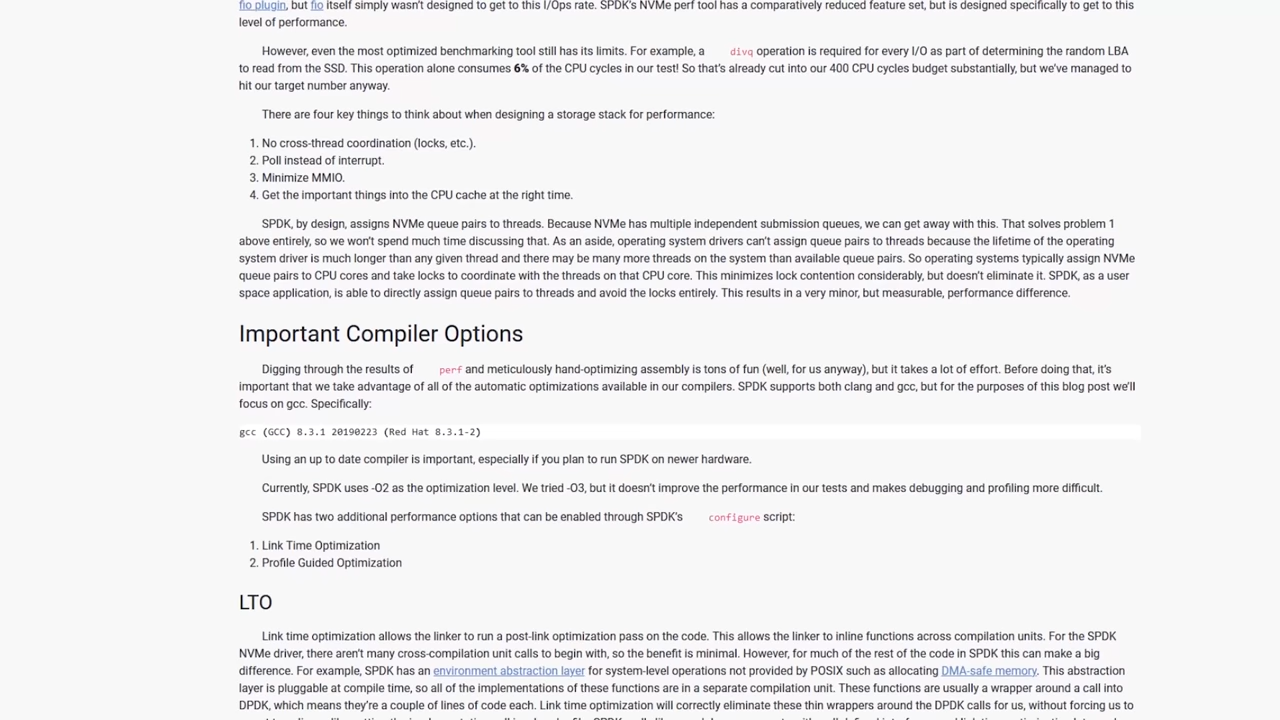 fio plugin, but fio itself simply wasn't designed to get to this I/Ops rate. SPDK's NVMe perf tool has a comparatively reduced feature set, but is designed specifically to get to this
level of performance.
However, even the most optimized benchmarking tool still has its limits. For example, a divq operation is required for every I/O as part of determining the random LBA
to read from the SSD. This operation alone consumes 6% of the CPU cycles in our test! So that's already cut into our 400 CPU cycles budget substantially, but we've managed to
hit our target number anyway.
There are four key things to think about when designing a storage stack for performance:
1. No cross-thread coordination (locks, etc.).
2. Poll instead of interrupt.
3. Minimize MMIO.
4. Get the important things into the CPU cache at the right time.
SPDK, by design, assigns NVMe queue pairs to threads. Because NVMe has multiple independent submission queues, we can get away with this. That solves problem 1
above entirely, so we won't spend much time discussing that. As an aside, operating system drivers can't assign queue pairs to threads because the lifetime of the operating
system driver is much longer than any given thread and there may be many more threads on the system than available queue pairs. So operating systems typically assign NVMe
queue pairs to CPU cores and take locks to coordinate with the threads on that CPU core. This minimizes lock contention considerably, but doesn't eliminate it. SPDK, as a user
space application, is able to directly assign queue pairs to threads and avoid the locks entirely. This results in a very minor, but measurable, performance difference.
Important Compiler Options
Digging through the results of perf and meticulously hand-optimizing assembly is tons of fun (well, for us anyway), but it takes a lot of effort. Before doing that, it's
important that we take advantage of all of the automatic optimizations available in our compilers. SPDK supports both clang and gcc, but for the purposes of this blog post we'll
focus on gcc. Specifically:
gcc (GCC) 8.3.1 20190223 (Red Hat 8.3.1-2)
Using an up to date compiler is important, especially if you plan to run SPDK on newer hardware.
Currently, SPDK uses -O2 as the optimization level. We tried -O3, but it doesn't improve the performance in our tests and makes debugging and profiling more difficult.
SPDK has two additional performance options that can be enabled through SPDK's configure script:
1. Link Time Optimization
2. Profile Guided Optimization
LTO
Link time optimization allows the linker to run a post-link optimization pass on the code. This allows the linker to inline functions across compilation units. For the SPDK
NVMe driver, there aren't many cross-compilation unit calls to begin with, so the benefit is minimal. However, for much of the rest of the code in SPDK this can make a big
difference. For example, SPDK has an environment abstraction layer for system-level operations not provided by POSIX such as allocating DMA-safe memory. This abstraction
layer is pluggable at compile time, so all of the implementations of these functions are in a separate compilation unit. These functions are usually a wrapper around a call into
DPDK, which means they're a couple of lines of code each. Link time optimization will correctly eliminate these thin wrappers around the DPDK calls for us, without forcing us to